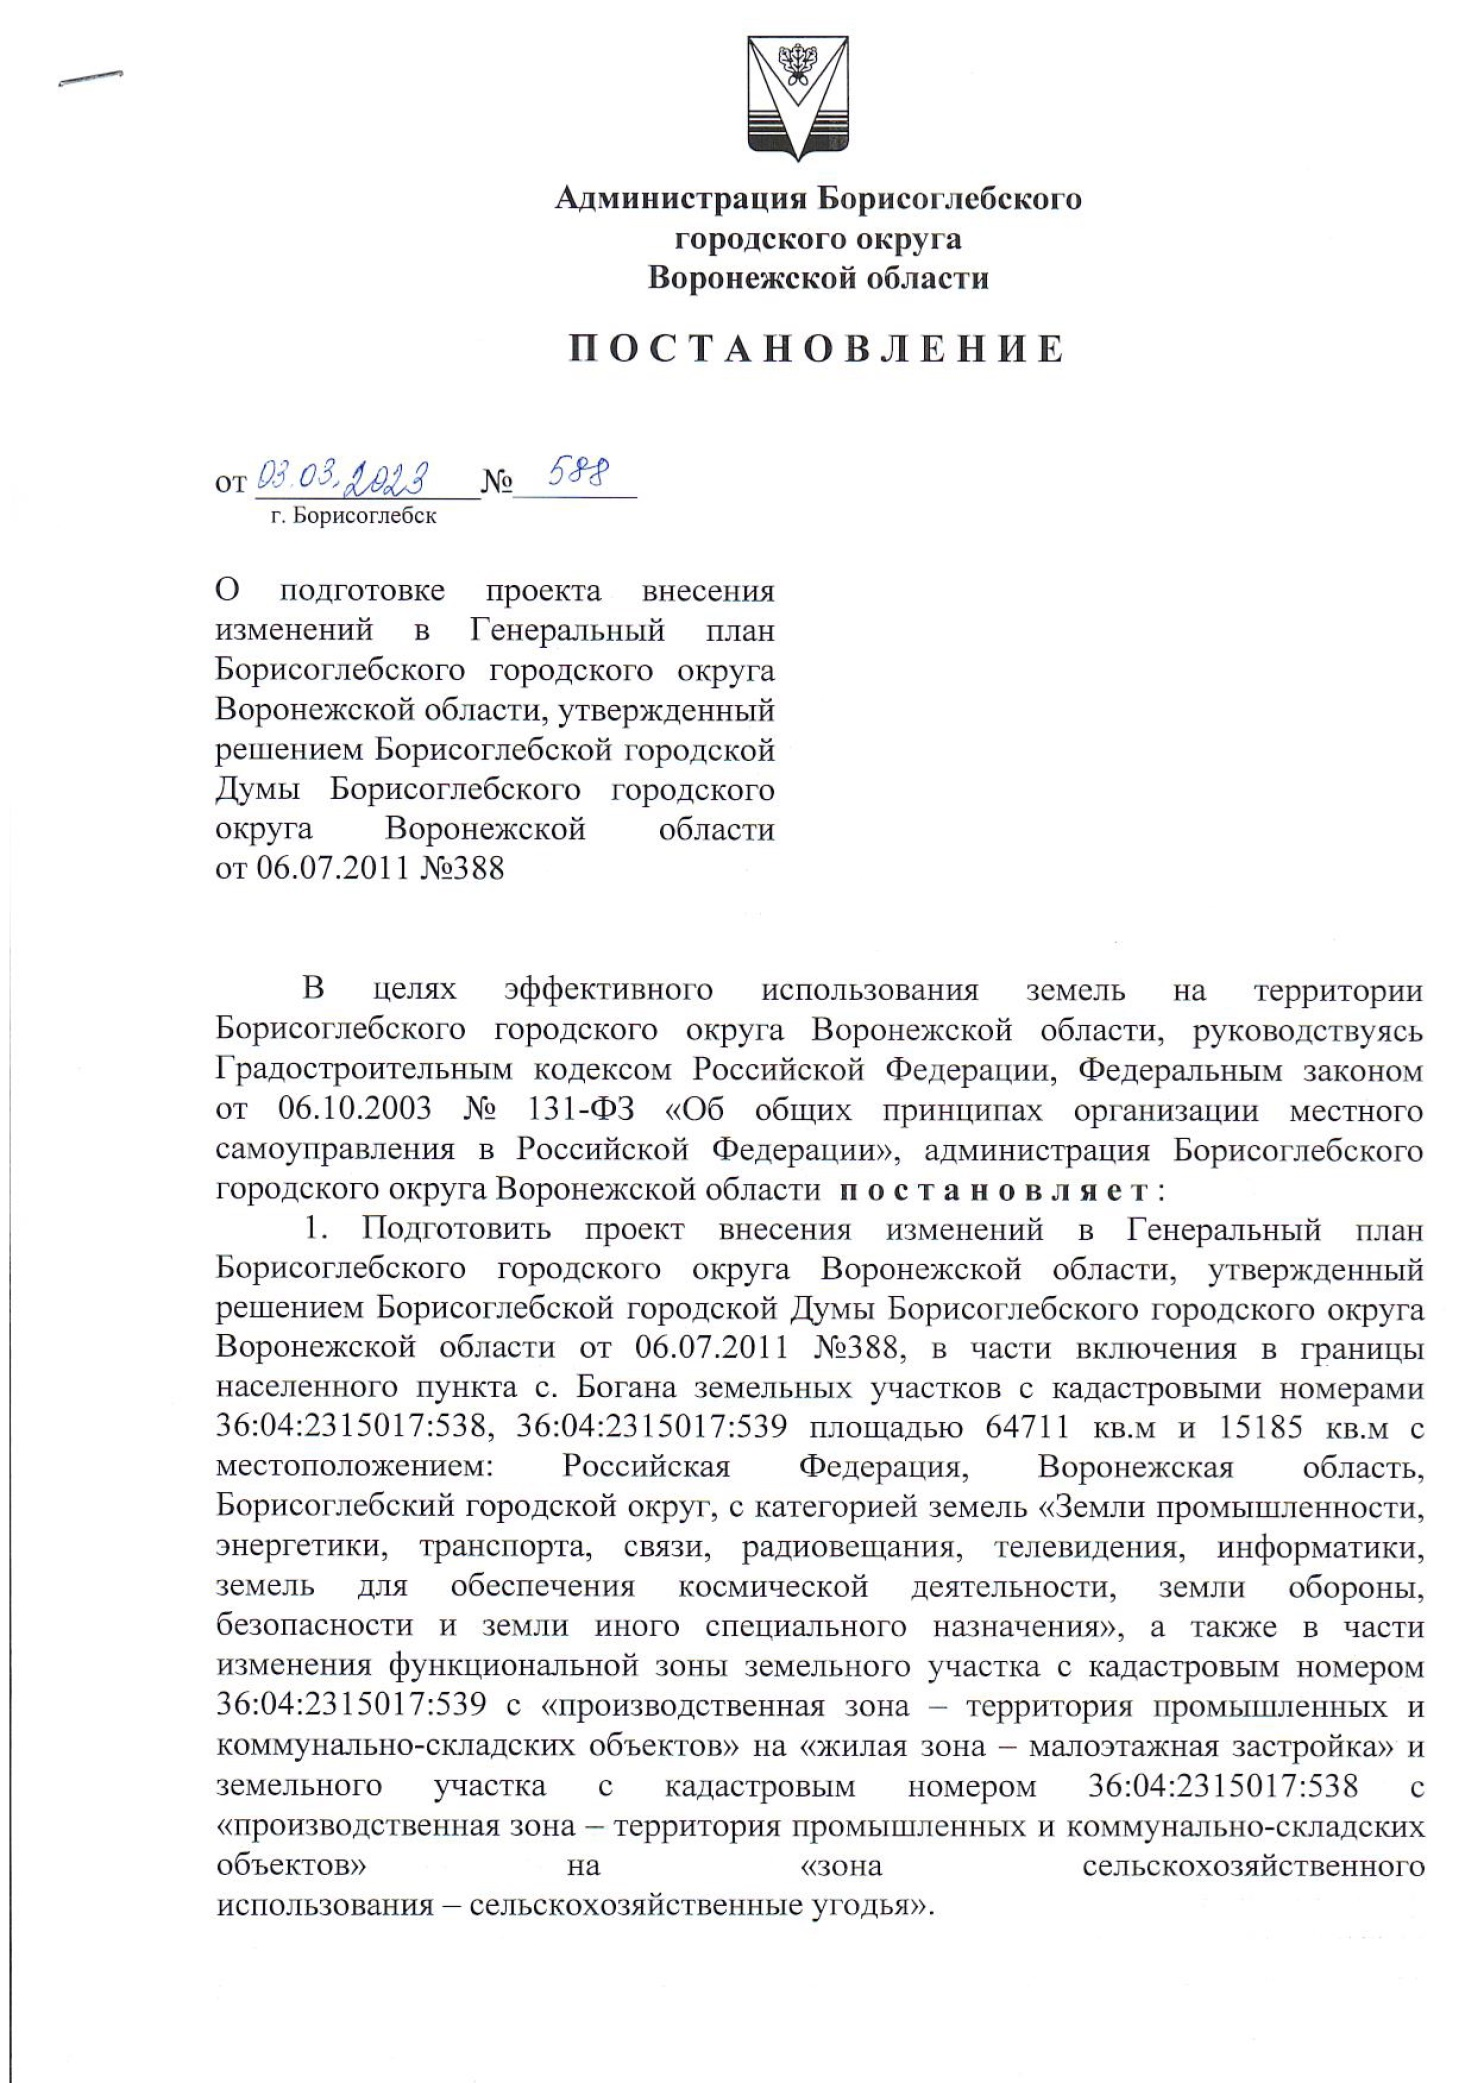 Администрация Борисоглебского
городского округа
Воронежской области
П О С Т А Н О В Л Е Н И Е
от 03.03.2023 № 588
г. Борисоглебск
О подготовке проекта внесения
изменений в Генеральный план
Борисоглебского городского округа
Воронежской области, утвержденный
решением Борисоглебской городской
Думы Борисоглебского городского
округа Воронежской области
от 06.07.2011 №388
В целях эффективного использования земель на территории
Борисоглебского городского округа Воронежской области, руководствуясь
Градостроительным кодексом Российской Федерации, Федеральным законом
от 06.10.2003 № 131-ФЗ «Об общих принципах организации местного
самоуправления в Российской Федерации», администрация Борисоглебского
городского округа Воронежской области п о с т а н о в л я е т :
1. Подготовить проект внесения изменений в Генеральный план
Борисоглебского городского округа Воронежской области, утвержденный
решением Борисоглебской городской Думы Борисоглебского городского округа
Воронежской области от 06.07.2011 №388, в части включения в границы
населенного пункта с. Богана земельных участков с кадастровыми номерами
36:04:2315017:538, 36:04:2315017:539 площадью 64711 кв.м и 15185 кв.м с
местоположением: Российская Федерация, Воронежская область,
Борисоглебский городской округ, с категорией земель «Земли промышленности,
энергетики, транспорта, связи, радиовещания, телевидения, информатики,
земель для обеспечения космической деятельности, земли обороны,
безопасности и земли иного специального назначения», а также в части
изменения функциональной зоны земельного участка с кадастровым номером
36:04:2315017:539 с «производственная зона – территория промышленных и
коммунально-складских объектов» на «жилая зона – малоэтажная застройка» и
земельного участка с кадастровым номером 36:04:2315017:538 с
«производственная зона – территория промышленных и коммунально-складских
объектов» на «зона сельскохозяйственного
использования – сельскохозяйственные угодья».